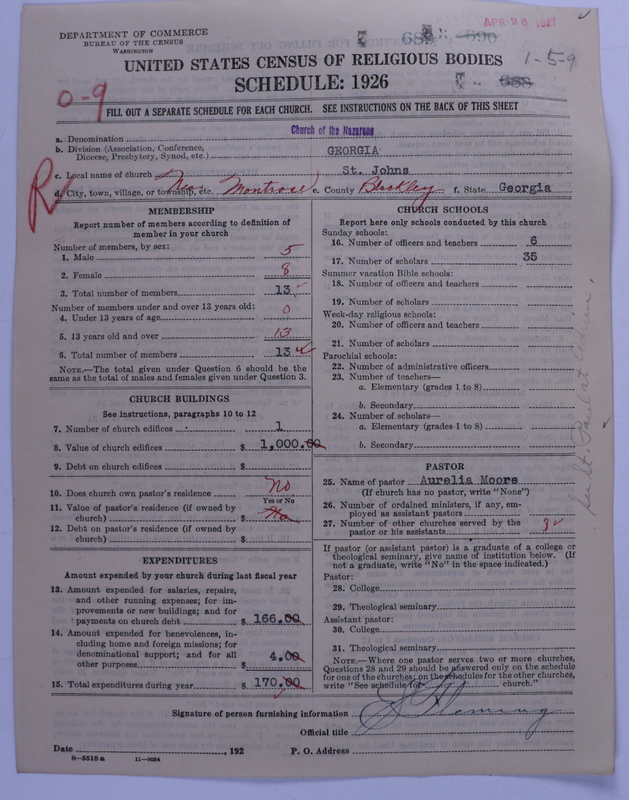 DEPARTMENT OF COMMERCE
BUREAU OF THE CENSUS
WASHINGTON
APR 26 1927
689 690
1-59
UNITED STATES CENSUS OF RELIGIOUS BODIES
SCHEDULE: 1926
688
0-9
FILL OUT A SEPARATE SCHEDULE FOR EACH CHURCH. SEE INSTRUCTIONS ON THE BACK OF THIS SHEET
a. Denomination Church of the Nazarene
b. Division (Association, Conference, Diocese, Presbytery, Synod, etc.) GEORGIA
c. Local name of church St. Johns
R
d. City, town, village, or township, etc. Montrose e. County Bleckley f. State Georgia
MEMBERSHIP
Report number of members according to definition of
member in your church
Number of members, by sex:
1. Male 5
2. Female 8
3. Total number of members 13
Number of members under and over 13 years old:
4. Under 13 years of age 0
5. 13 years old and over 13
6. Total number of members 13
NOTE.—The total given under Question 6 should be
same as the total of males and females given under Question 3.
CHURCH BUILDINGS
See instructions, paragraphs 10 to 12
7. Number of church edifices 1
8. Value of church edifices $ 1,000.00
9. Debt on church edifices $
10. Does church own pastor's residence No
Yes or No
11. Value of pastor's residence (if owned by
church) $ No
12. Debt on pastor's residence (if owned by
church) $
EXPENDITURES
Amount expended by your church during last fiscal year
13. Amount expended for salaries, repairs,
and other running expenses; for im-
provements or new buildings; and for
payments on church debt $ 166.00
14. Amount expended for benevolences, in-
cluding home and foreign missions; for
denominational support; and for all
other purposes $ 4.00
15. Total expenditures during year $ 170.00
CHURCH SCHOOLS
Report here only schools conducted by this church
Sunday schools:
16. Number of officers and teachers 6
17. Number of scholars 35
Summer vacation Bible schools:
18. Number of officers and teachers
19. Number of scholars
Week-day religious schools:
20. Number of officers and teachers
21. Number of scholars
Parochial schools:
22. Number of administrative officers
23. Number of teachers—
a. Elementary (grades 1 to 8)
b. Secondary
24. Number of scholars—
a. Elementary (grades 1 to 8)
b. Secondary
PASTOR
25. Name of pastor Aurelia Moore
(If church has no pastor, write "None")
26. Number of ordained ministers, if any, em-
ployed as assistant pastors
27. Number of other churches served by the
pastor or his assistants 3
If pastor (or assistant pastor) is a graduate of a college or
theological seminary, give name of institution below. (If
not a graduate, write "No" in the space indicated.)
Pastor:
28. College
29. Theological seminary
Assistant pastor:
30. College
31. Theological seminary
NOTE.—Where one pastor serves two or more churches,
Questions 28 and 29 should be answered only on the schedule
for one of the churches; on the schedules for the other churches,
write "See schedule for church."
Signature of person furnishing information S Fleming
Official title
Date , 192
P. O. Address
8-5518 a 11-9064